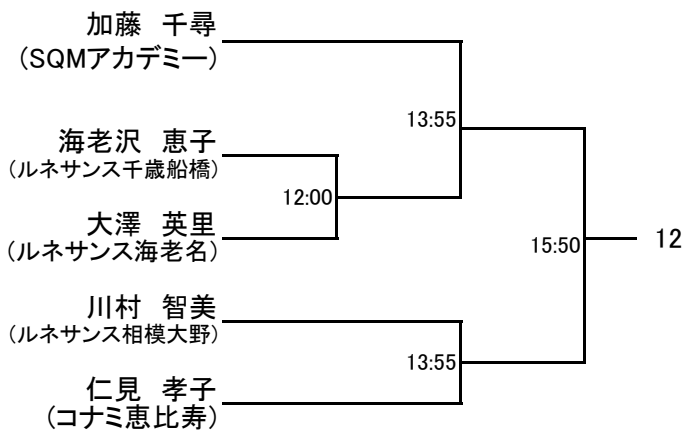 加藤　千尋
(SQMアカデミー)
13:55
海老沢　恵子
(ルネサンス千歳船橋)
12:00
大澤　英里
(ルネサンス海老名)
15:50
12
川村　智美
(ルネサンス相模大野)
13:55
仁見　孝子
(コナミ恵比寿)